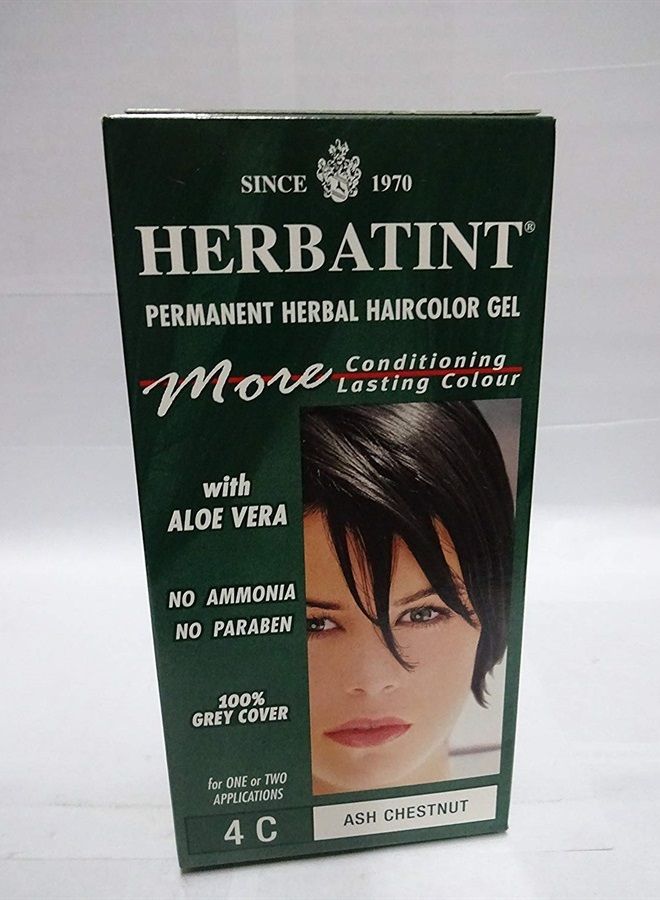 SINCE 1970
HERBATINT®
PERMANENT HERBAL HAIRCOLOR GEL
More Conditioning
Lasting Colour
with
ALOE VERA
NO AMMONIA
NO PARABEN
100%
GREY COVER
for ONE or TWO
APPLICATIONS
4 C
ASH CHESTNUT